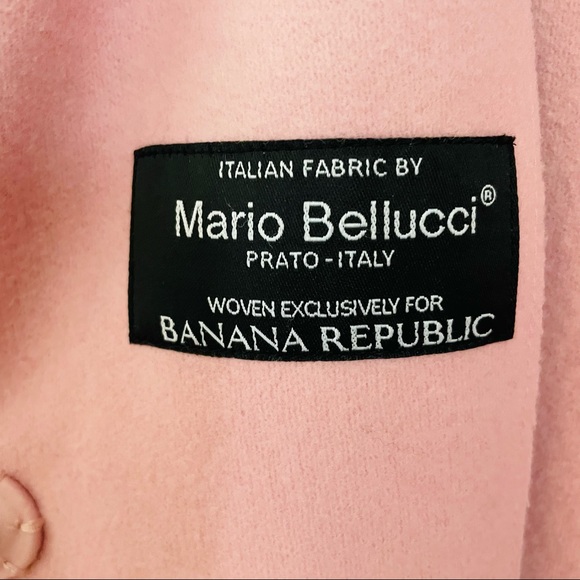 ITALIAN FABRIC BY
Mario Bellucci®
PRATO - ITALY
WOVEN EXCLUSIVELY FOR
BANANA REPUBLIC